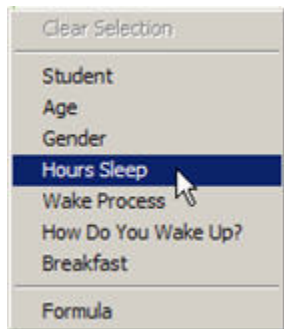 Clear Selection
Student
Age
Gender
Hours Sleep
Wake Process
How Do You Wake Up?
Breakfast
Formula